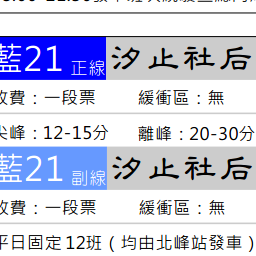 藍21 正線 汐止社后
收費：一段票 緩衝區：無
尖峰：12-15分 離峰：20-30分
藍21 副線 汐止社后
收費：一段票 緩衝區：無
平日固定12班（均由北峰站發車）